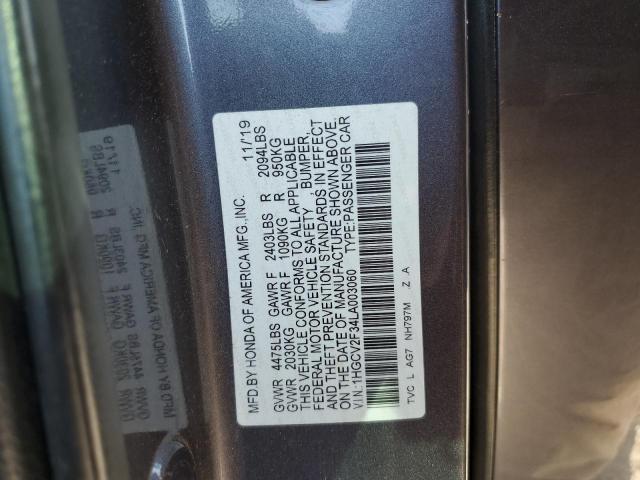 MFD.BY HONDA OF AMERICA MFG.,INC. 11/19
GVWR 4475LBS GAWR F 2403LBS R 2094LBS
GVWR 2030KG GAWR F 1090KG R 950KG
THIS VEHICLE CONFORMS TO ALL APPLICABLE
FEDERAL MOTOR VEHICLE SAFETY , BUMPER,
AND THEFT PREVENTION STANDARDS IN EFFECT
ON THE DATE OF MANUFACTURE SHOWN ABOVE.
V.I.N.:1HGCV2F34LA003060 TYPE:PASSENGER CAR
TVC L AG7 NH797M Z A